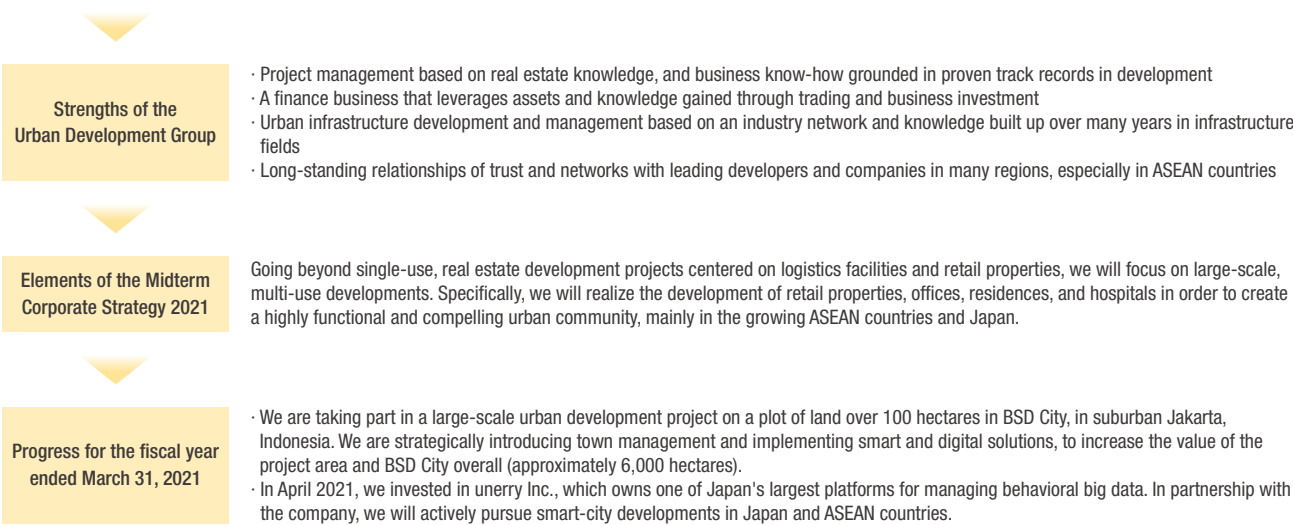 Strengths of the
Urban Development Group
· Project management based on real estate knowledge, and business know-how grounded in proven track records in development
· A finance business that leverages assets and knowledge gained through trading and business investment
· Urban infrastructure development and management based on an industry network and knowledge built up over many years in infrastructure
fields
· Long-standing relationships of trust and networks with leading developers and companies in many regions, especially in ASEAN countries
Elements of the Midterm
Corporate Strategy 2021
Going beyond single-use, real estate development projects centered on logistics facilities and retail properties, we will focus on large-scale,
multi-use developments. Specifically, we will realize the development of retail properties, offices, residences, and hospitals in order to create
a highly functional and compelling urban community, mainly in the growing ASEAN countries and Japan.
Progress for the fiscal year
ended March 31, 2021
· We are taking part in a large-scale urban development project on a plot of land over 100 hectares in BSD City, in suburban Jakarta,
Indonesia. We are strategically introducing town management and implementing smart and digital solutions, to increase the value of the
project area and BSD City overall (approximately 6,000 hectares).
· In April 2021, we invested in unerry Inc., which owns one of Japan's largest platforms for managing behavioral big data. In partnership with
the company, we will actively pursue smart-city developments in Japan and ASEAN countries.